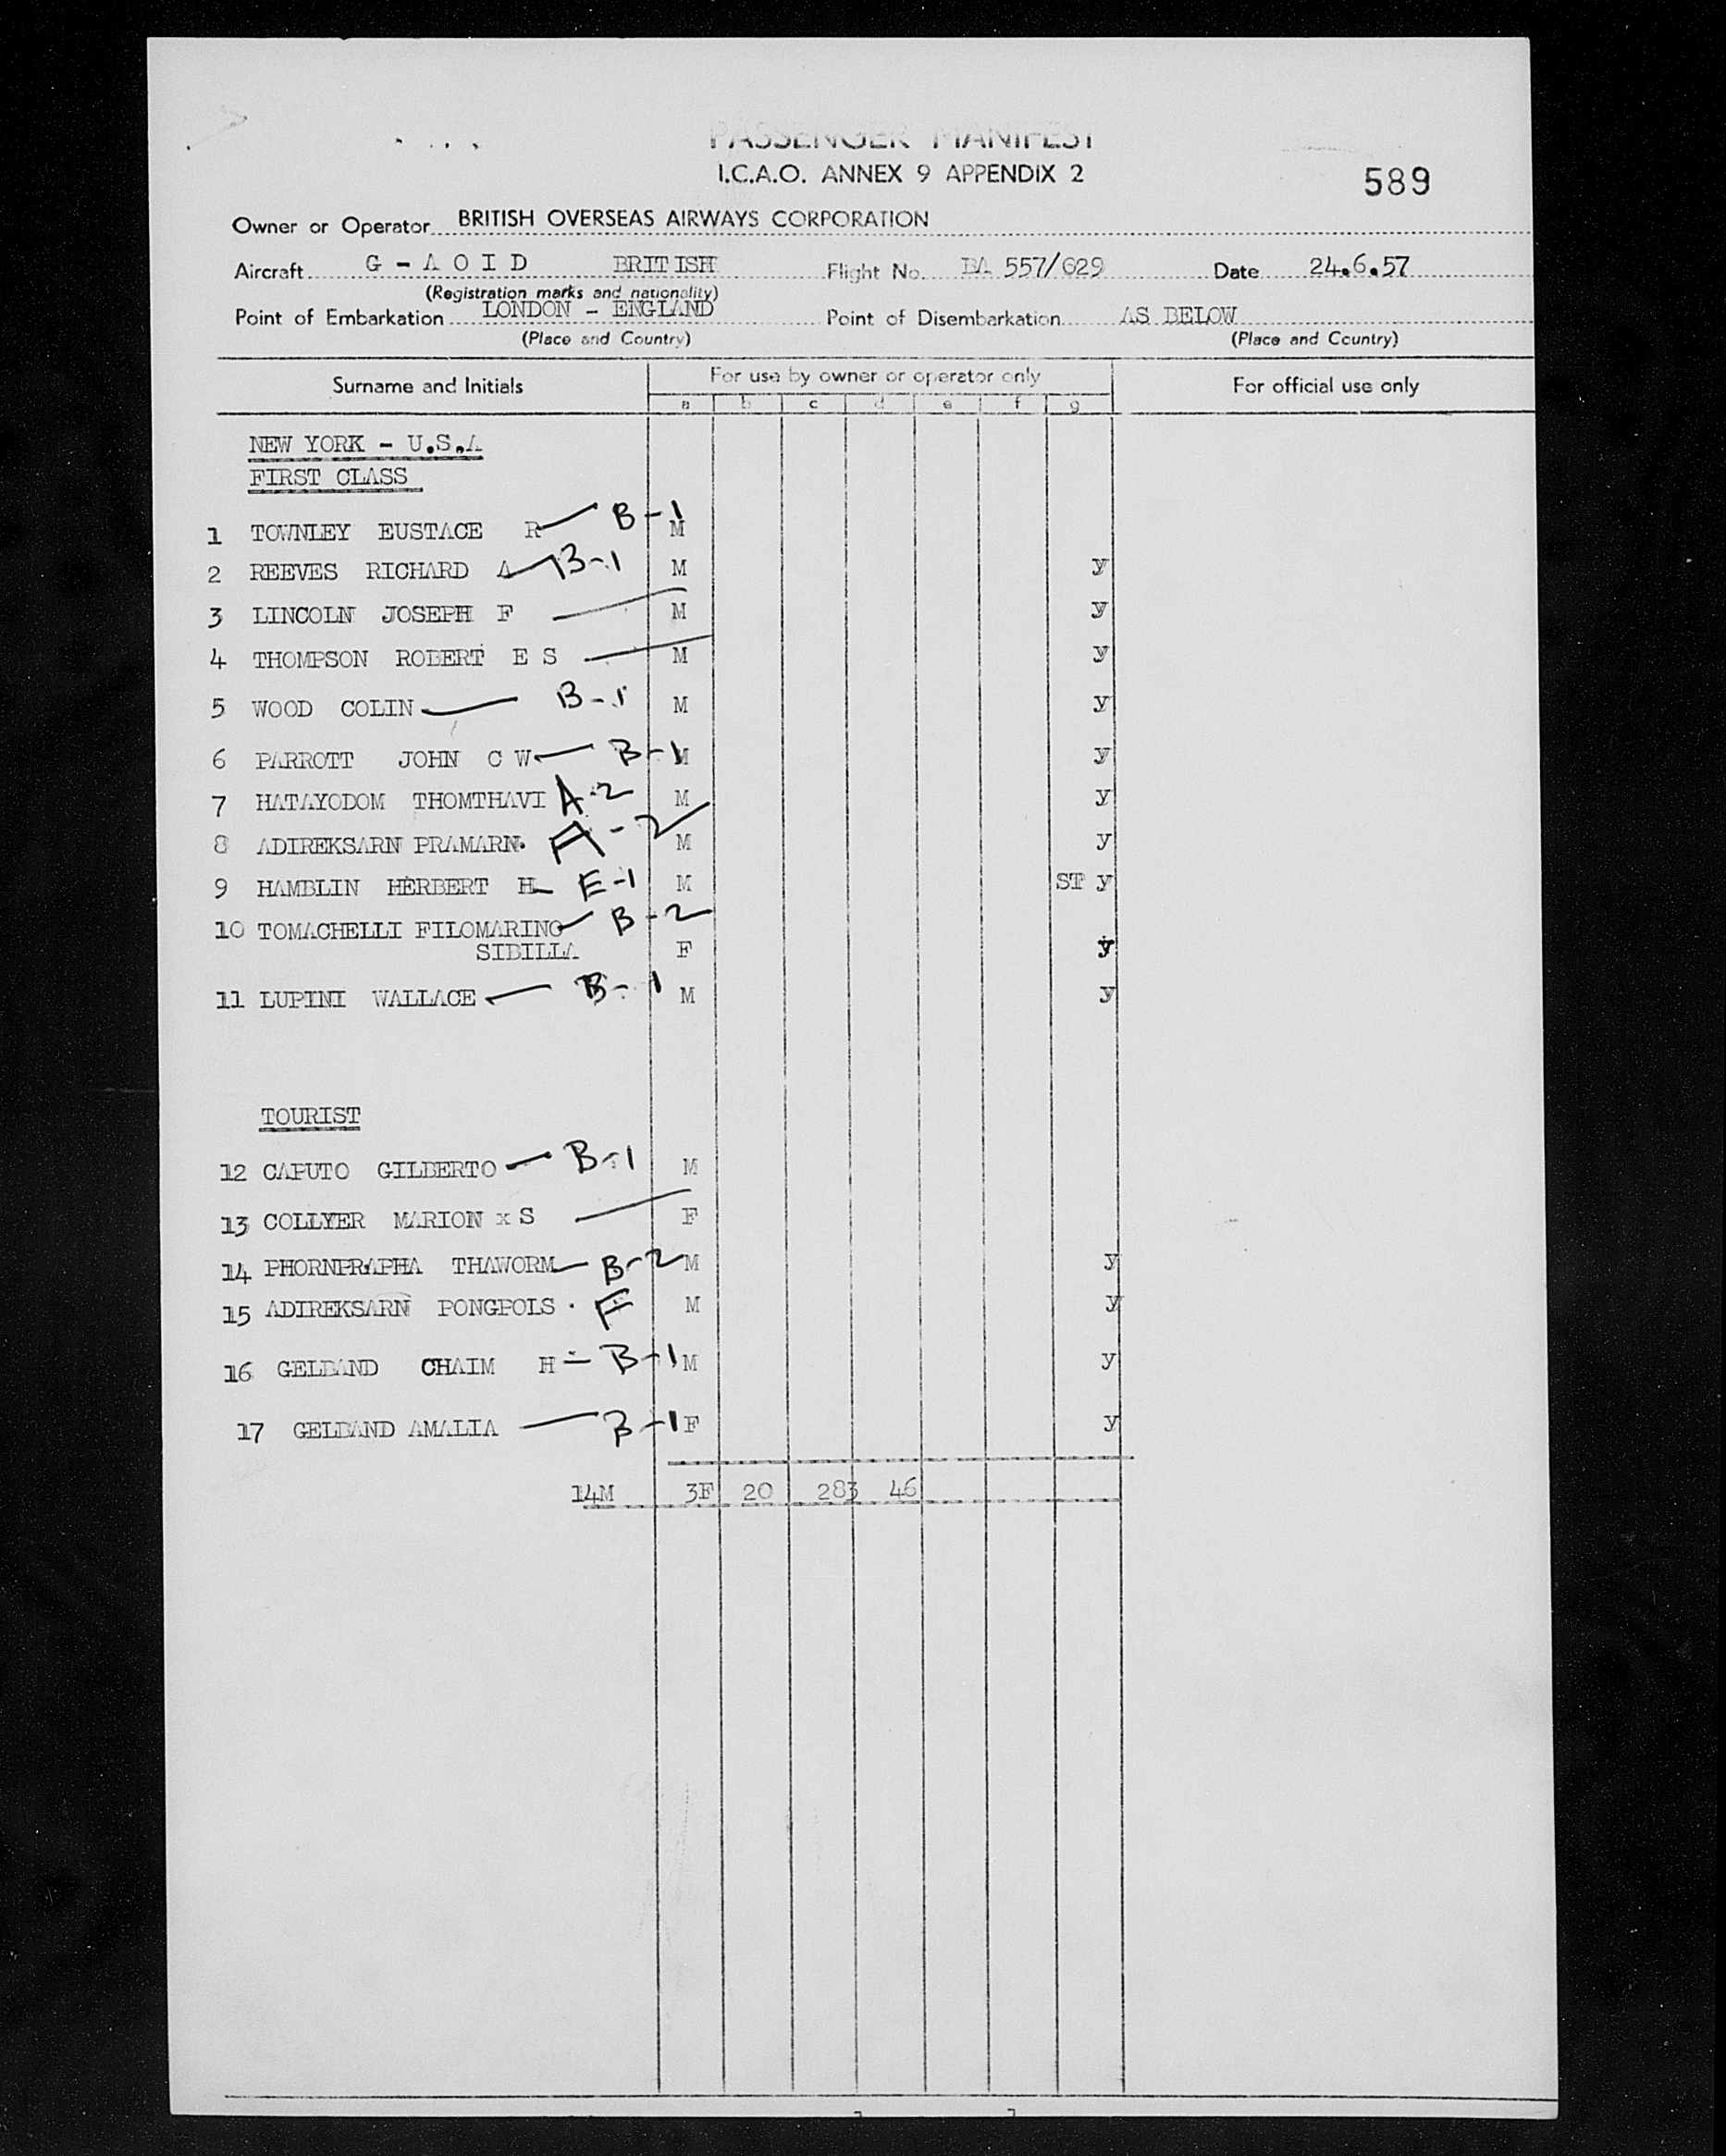 PASSENGER MANIFEST
I.C.A.O. ANNEX 9 APPENDIX 2
589
Owner or Operator BRITISH OVERSEAS AIRWAYS CORPORATION
Aircraft G - A O I D BRITISH Flight No. BA 557/629 Date 24.6.57
(Registration marks and nationality)
Point of Embarkation LONDON - ENGLAND Point of Disembarkation AS BELOW
(Place and Country) (Place and Country)
Surname and Initials For use by owner or operator only For official use only
a b c d e f g
NEW YORK - U.S.A
FIRST CLASS
1 TOWNLEY EUSTACE R B-1 M
2 REEVES RICHARD A B-1 M y
3 LINCOLN JOSEPH F M y
4 THOMPSON ROBERT E S M y
5 WOOD COLIN B-1 M y
6 PARROTT JOHN C W B-1 M y
7 HATAYODOM THOMTHAVI A-2 M y
8 ADIREKSARN PRAMARN. A-2 M y
9 HAMBLIN HERBERT H E-1 M ST y
10 TOMACHELLI FILOMARINO B-2
SIBILLA F y
11 LUPINI WALLACE B-1 M y
TOURIST
12 CAPUTO GILBERTO B-1 M
13 COLLYER MARION x S F
14 PHORNPRAPHA THAWORM B-2 M y
15 ADIREKSARN PONGPOLS . F M y
16 GELBAND CHAIM H B-1 M y
17 GELBAND AMALIA B-1 F y
14M 3F 20 283 46